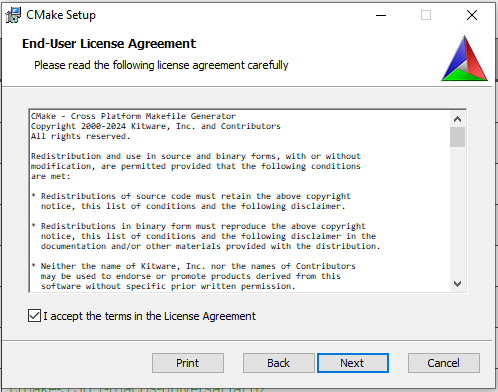 CMake Setup
End-User License Agreement
Please read the following license agreement carefully
CMake - Cross Platform Makefile Generator
Copyright 2000-2024 Kitware, Inc. and Contributors
All rights reserved.
Redistribution and use in source and binary forms, with or without
modification, are permitted provided that the following conditions
are met:
* Redistributions of source code must retain the above copyright
notice, this list of conditions and the following disclaimer.
* Redistributions in binary form must reproduce the above copyright
notice, this list of conditions and the following disclaimer in the
documentation and/or other materials provided with the distribution.
* Neither the name of Kitware, Inc. nor the names of Contributors
may be used to endorse or promote products derived from this
software without specific prior written permission.
I accept the terms in the License Agreement
Print Back Next Cancel